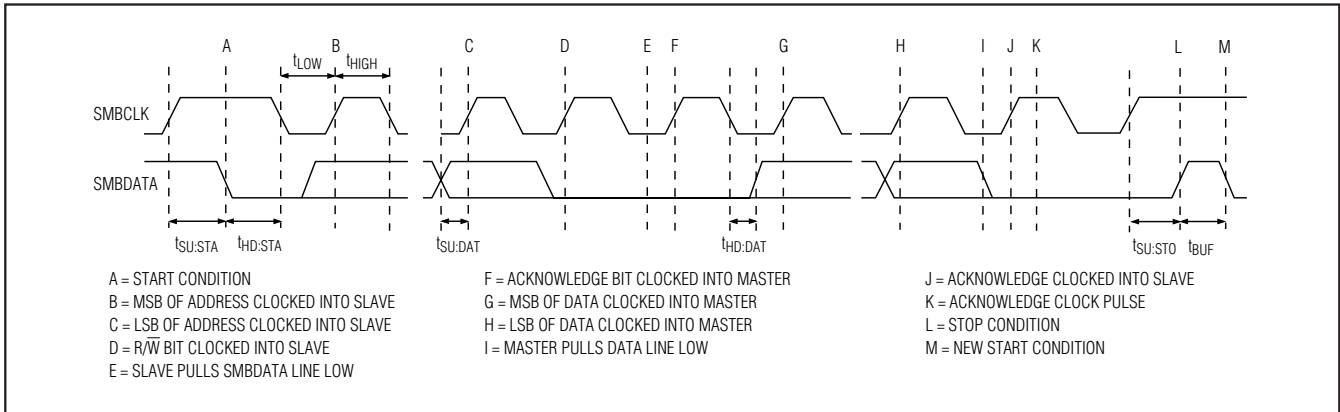 A B C D E F G H I J K L M
tLOW tHIGH
SMBCLK
SMBDATA
tSU:STA tHD:STA tSU:DAT tHD:DAT tSU:STO tBUF
A = START CONDITION
B = MSB OF ADDRESS CLOCKED INTO SLAVE
C = LSB OF ADDRESS CLOCKED INTO SLAVE
D = R/W̅ BIT CLOCKED INTO SLAVE
E = SLAVE PULLS SMBDATA LINE LOW
F = ACKNOWLEDGE BIT CLOCKED INTO MASTER
G = MSB OF DATA CLOCKED INTO MASTER
H = LSB OF DATA CLOCKED INTO MASTER
I = MASTER PULLS DATA LINE LOW
J = ACKNOWLEDGE CLOCKED INTO SLAVE
K = ACKNOWLEDGE CLOCK PULSE
L = STOP CONDITION
M = NEW START CONDITION